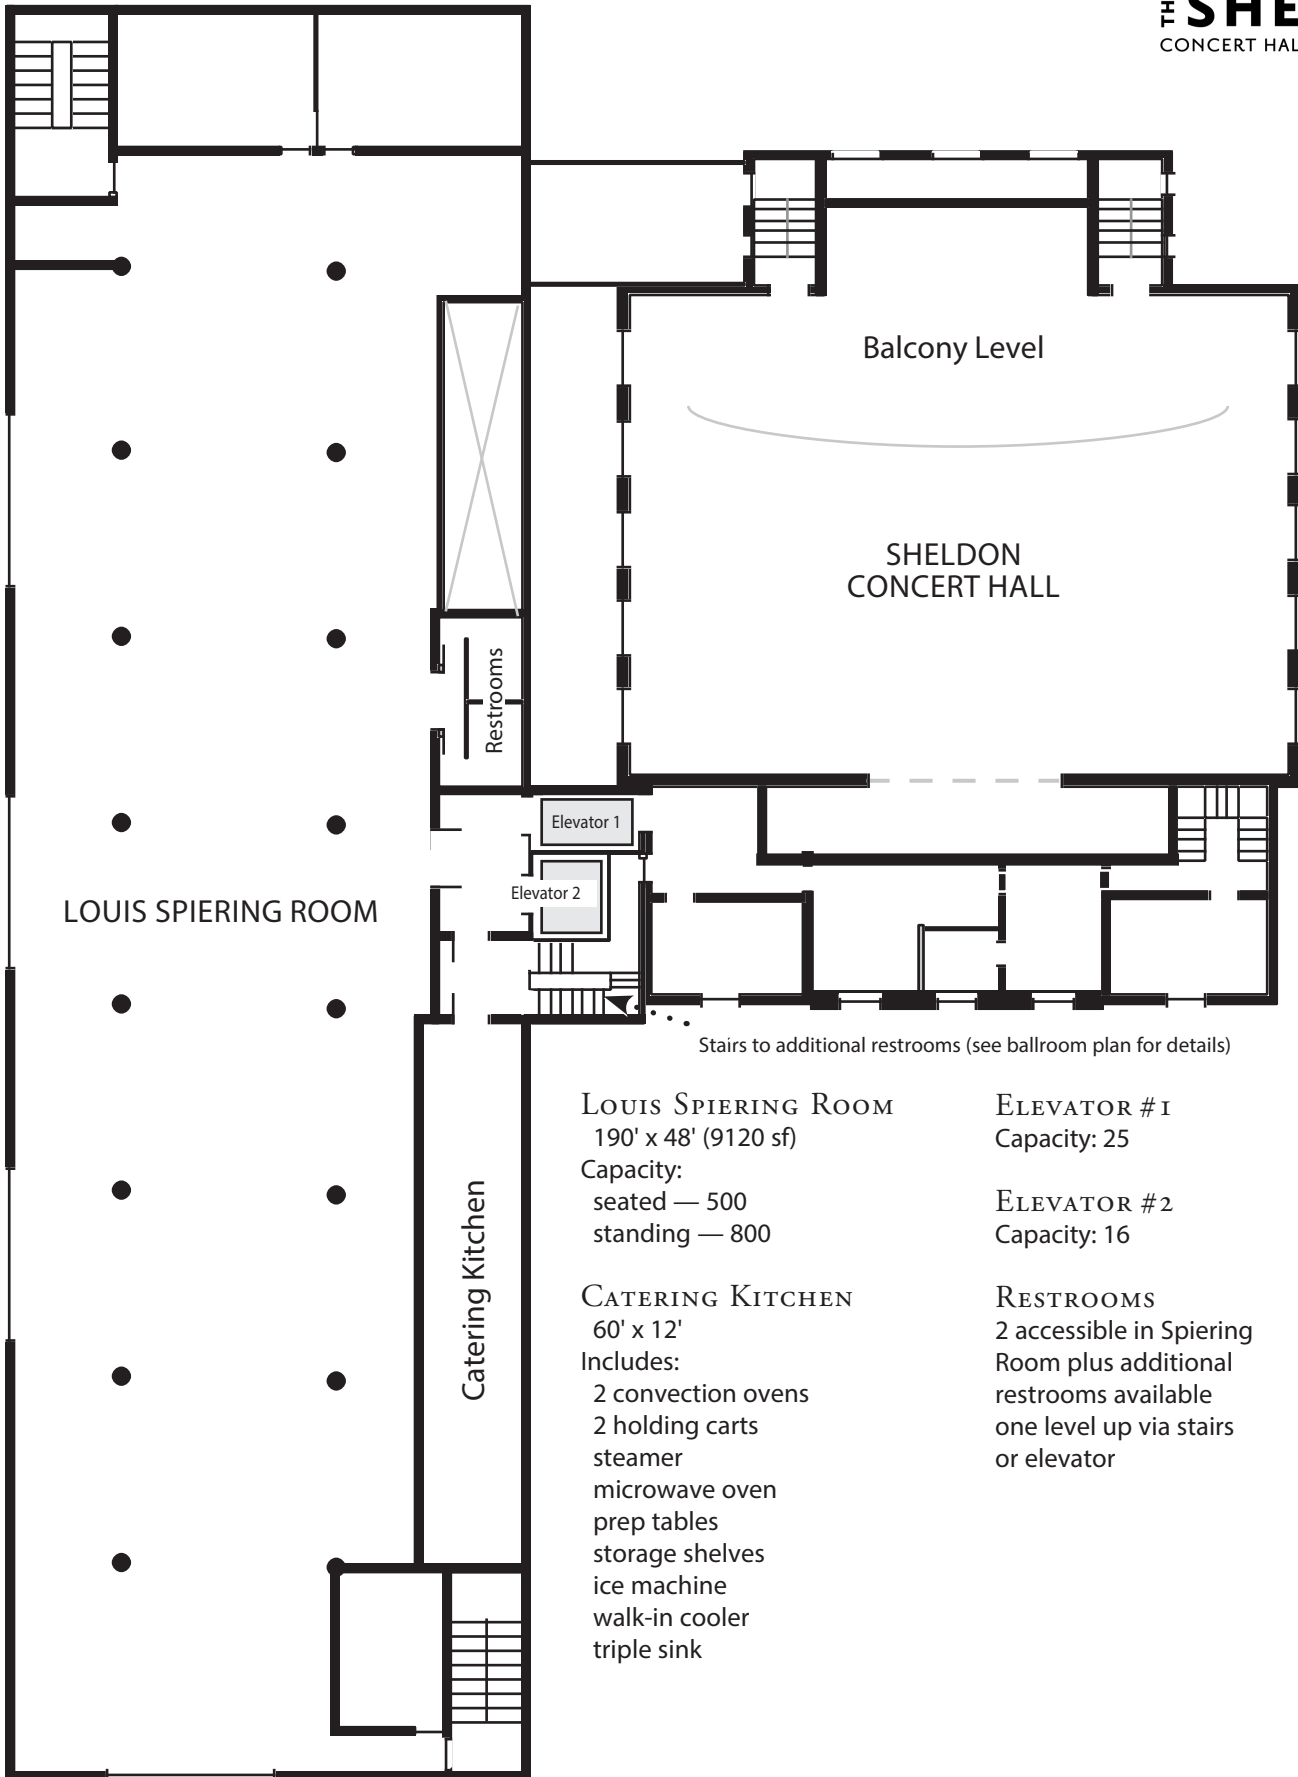 THE SHE
CONCERT HAL
Balcony Level
SHELDON
CONCERT HALL
Restrooms
Elevator 1
Elevator 2
LOUIS SPIERING ROOM
Stairs to additional restrooms (see ballroom plan for details)
Catering Kitchen
LOUIS SPIERING ROOM
190' x 48' (9120 sf)
Capacity:
seated — 500
standing — 800
CATERING KITCHEN
60' x 12'
Includes:
2 convection ovens
2 holding carts
steamer
microwave oven
prep tables
storage shelves
ice machine
walk-in cooler
triple sink
ELEVATOR #1
Capacity: 25
ELEVATOR #2
Capacity: 16
RESTROOMS
2 accessible in Spiering
Room plus additional
restrooms available
one level up via stairs
or elevator